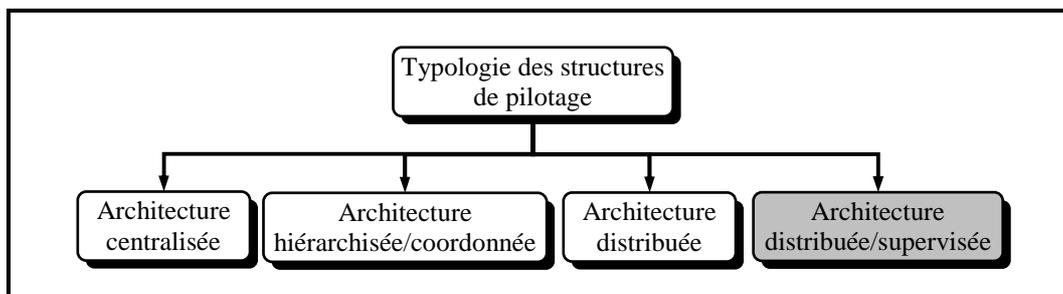 Typologie des structures
de pilotage
Architecture
centralisée
Architecture
hiérarchisée/coordonnée
Architecture
distribuée
Architecture
distribuée/supervisée